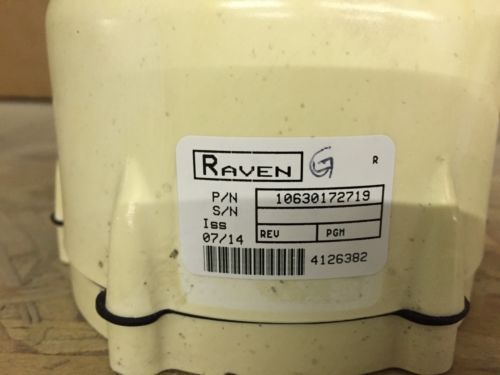 RAVEN G R
P/N 10630172719
S/N
Iss
07/14 REV PGM
4126382